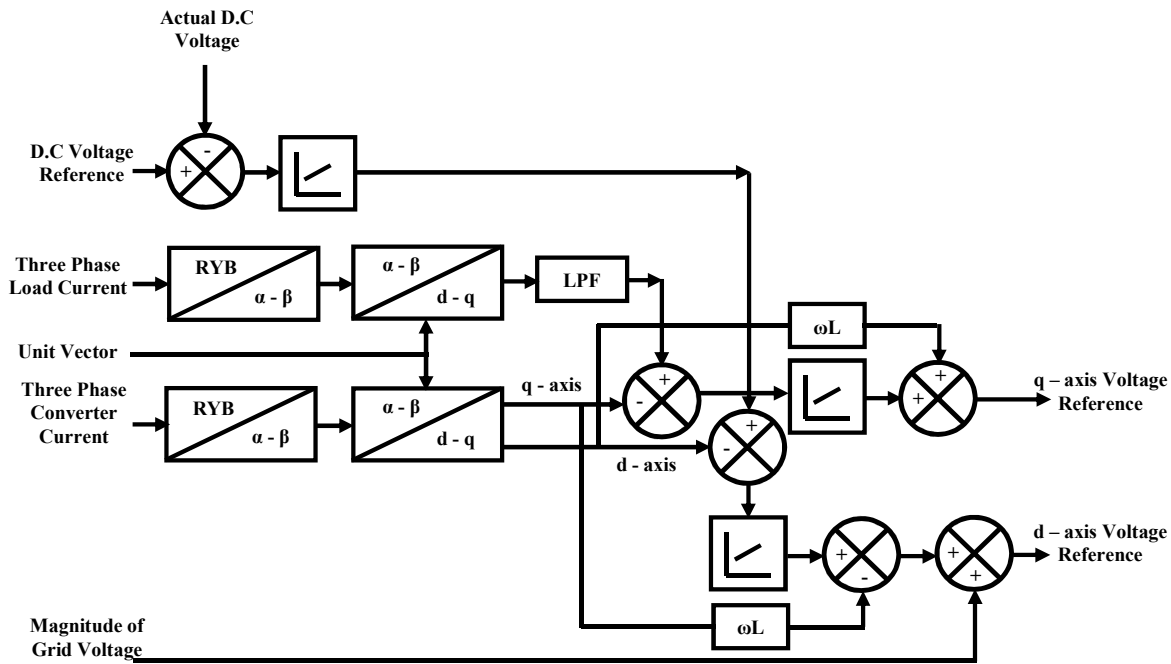 Actual D.C
Voltage
D.C Voltage
Reference
-
+
Three Phase
Load Current
RYB
α - β
α - β
d - q
LPF
ωL
Unit Vector
Three Phase
Converter
Current
RYB
α - β
α - β
d - q
q - axis
d - axis
+
-
+
-
+
+
q – axis Voltage
Reference
+
-
+
+
d – axis Voltage
Reference
ωL
Magnitude of
Grid Voltage